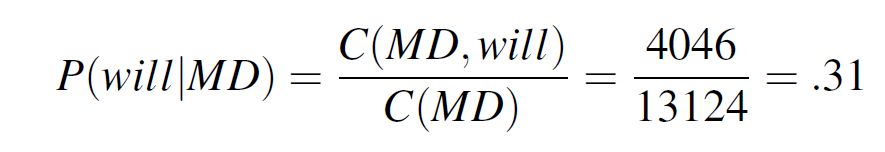 P(will|MD) = C(MD, will) / C(MD) = 4046 / 13124 = .31